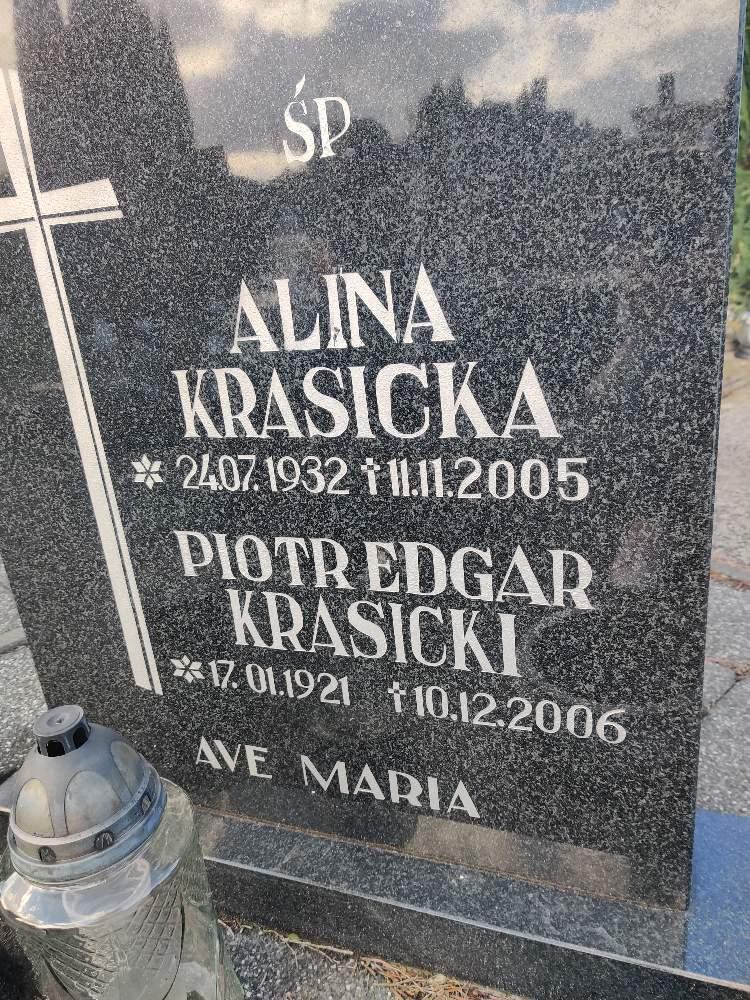 ŚP
ALINA
KRASICKA
* 24.07.1932 † 11.11.2005
PIOTR EDGAR
KRASICKI
* 17.01.1921 † 10.12.2006
AVE MARIA